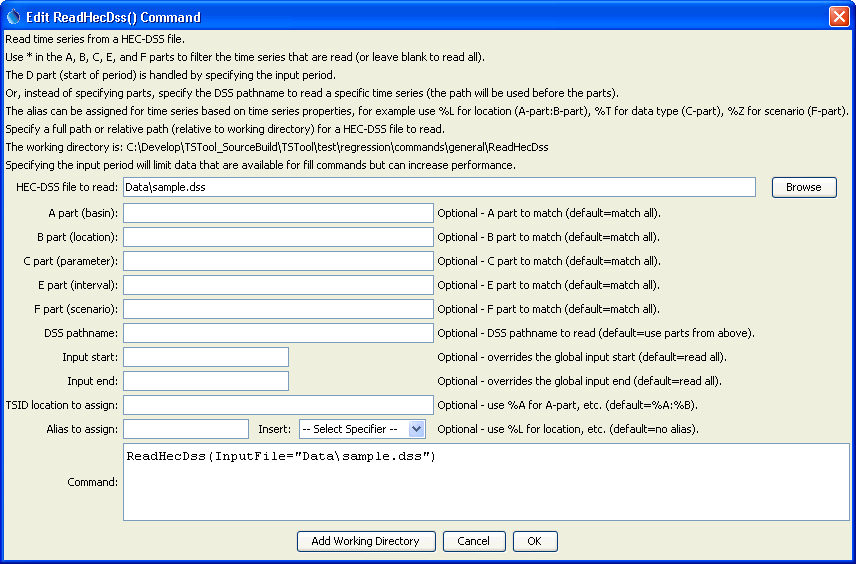 Edit ReadHecDss() Command
Read time series from a HEC-DSS file.
Use * in the A, B, C, E, and F parts to filter the time series that are read (or leave blank to read all).
The D part (start of period) is handled by specifying the input period.
Or, instead of specifying parts, specify the DSS pathname to read a specific time series (the path will be used before the parts).
The alias can be assigned for time series based on time series properties, for example use %L for location (A-part:B-part), %T for data type (C-part), %Z for scenario (F-part).
Specify a full path or relative path (relative to working directory) for a HEC-DSS file to read.
The working directory is: C:\Develop\TSTool_SourceBuild\TSTool\test\regression\commands\general\ReadHecDss
Specifying the input period will limit data that are available for fill commands but can increase performance.
HEC-DSS file to read: Data\sample.dss Browse
A part (basin): Optional - A part to match (default=match all).
B part (location): Optional - B part to match (default=match all).
C part (parameter): Optional - C part to match (default=match all).
E part (interval): Optional - E part to match (default=match all).
F part (scenario): Optional - F part to match (default=match all).
DSS pathname: Optional - DSS pathname to read (default=use parts from above).
Input start: Optional - overrides the global input start (default=read all).
Input end: Optional - overrides the global input end (default=read all).
TSID location to assign: Optional - use %A for A-part, etc. (default=%A:%B).
Alias to assign: Insert: -- Select Specifier -- Optional - use %L for location, etc. (default=no alias).
ReadHecDss(InputFile="Data\sample.dss")
Command:
Add Working Directory Cancel OK